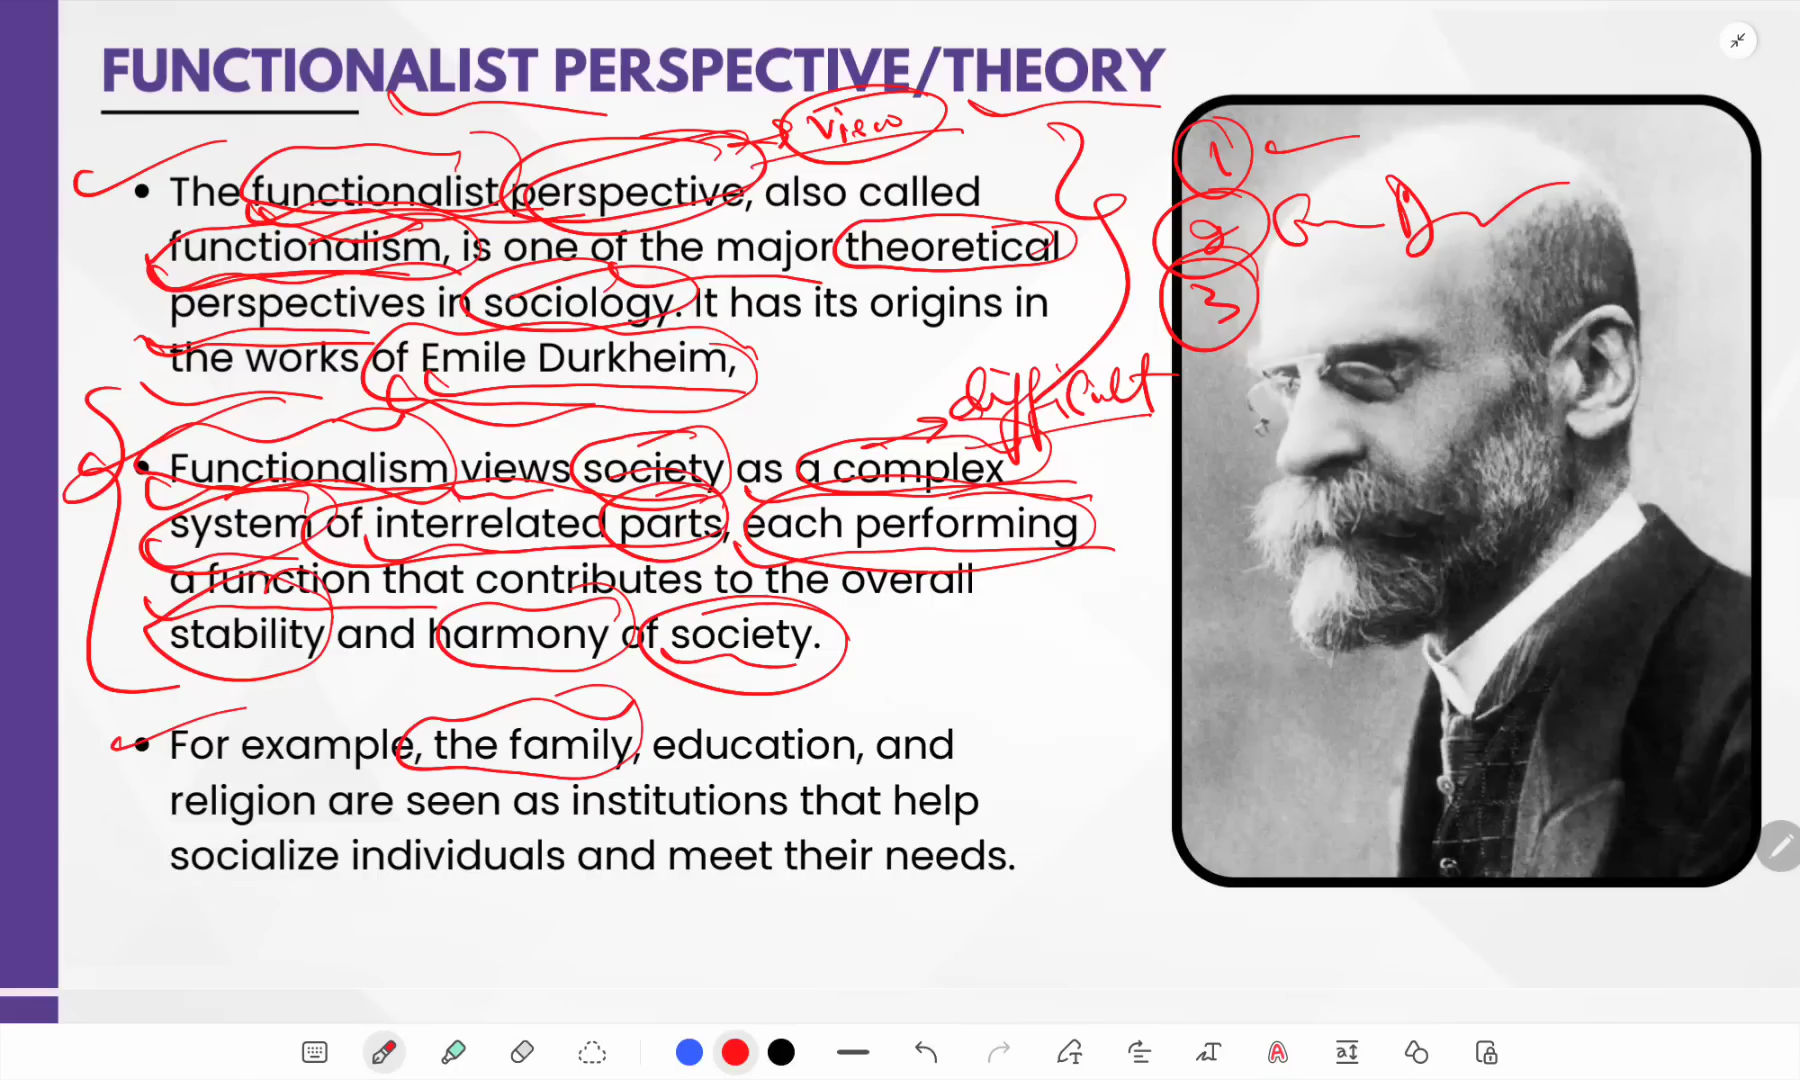 FUNCTIONALIST PERSPECTIVE/THEORY
view
• The functionalist perspective, also called
functionalism, is one of the major theoretical
perspectives in sociology. It has its origins in
the works of Emile Durkheim,
1
2
3
difficult
• Functionalism views society as a complex
system of interrelated parts, each performing
a function that contributes to the overall
stability and harmony of society.
• For example, the family, education, and
religion are seen as institutions that help
socialize individuals and meet their needs.